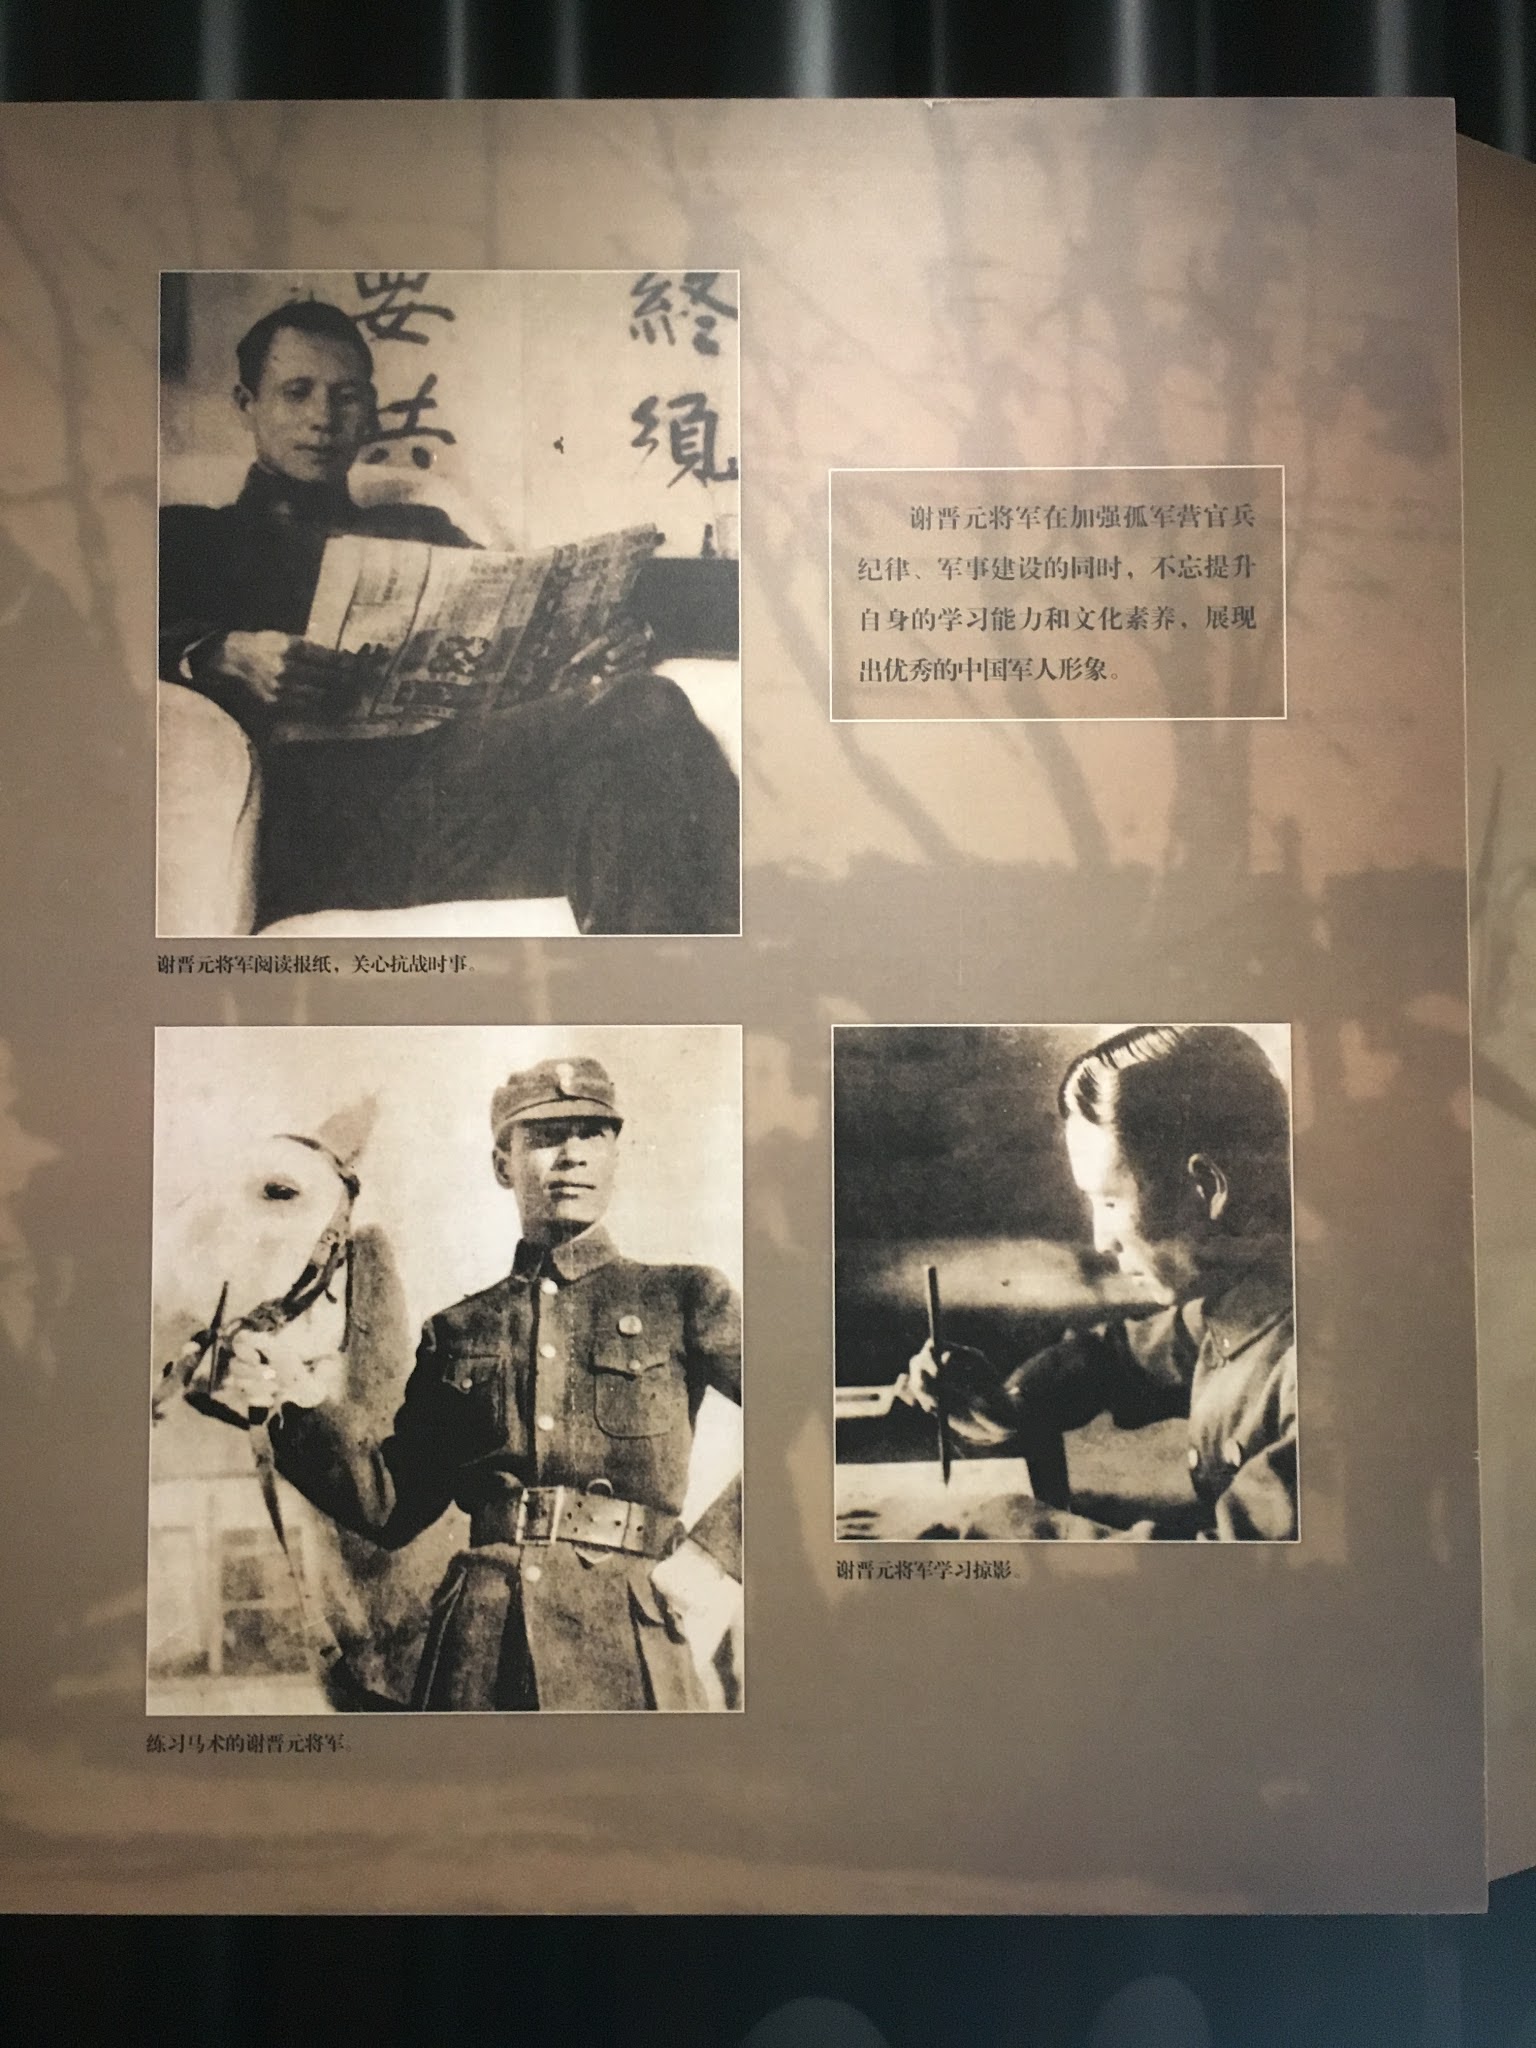 要 終
共 須
谢晋元将军在加强孤军营官兵
纪律、军事建设的同时，不忘提升
自身的学习能力和文化素养，展现
出优秀的中国军人形象。
谢晋元将军阅读报纸，关心抗战时事。
练习马术的谢晋元将军。
谢晋元将军学习掠影。